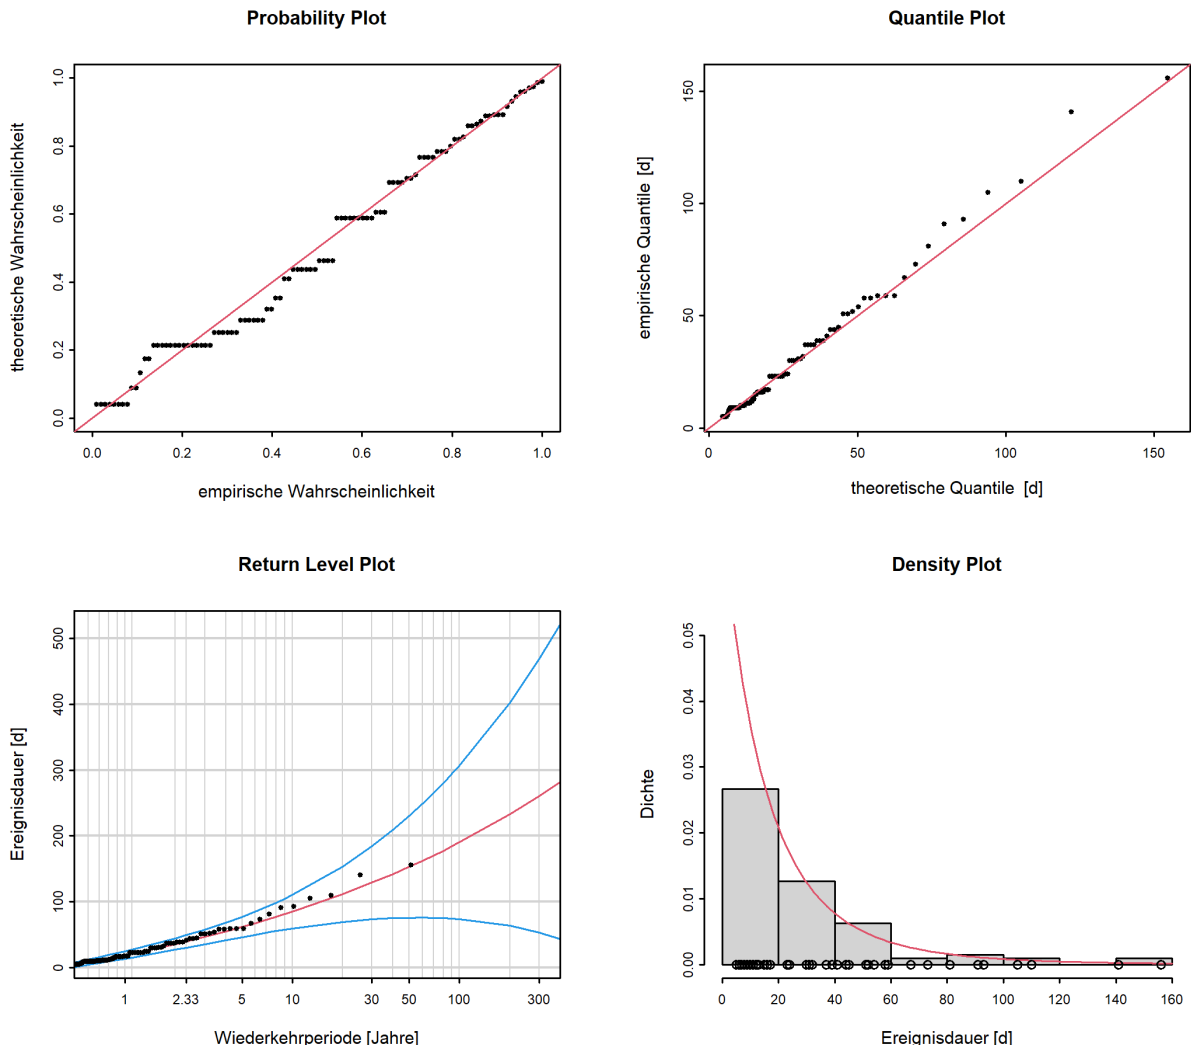 Probability Plot
theoretische Wahrscheinlichkeit
1.0
0.8
0.6
0.4
0.2
0.0
0.0 0.2 0.4 0.6 0.8 1.0
empirische Wahrscheinlichkeit
Quantile Plot
empirische Quantile [d]
150
100
50
0
0 50 100 150
theoretische Quantile [d]
Return Level Plot
Ereignisdauer [d]
500
400
300
200
100
0
1 2.33 5 10 30 50 100 300
Wiederkehrperiode [Jahre]
Density Plot
Dichte
0.05
0.04
0.03
0.02
0.01
0.00
0 20 40 60 80 100 120 140 160
Ereignisdauer [d]